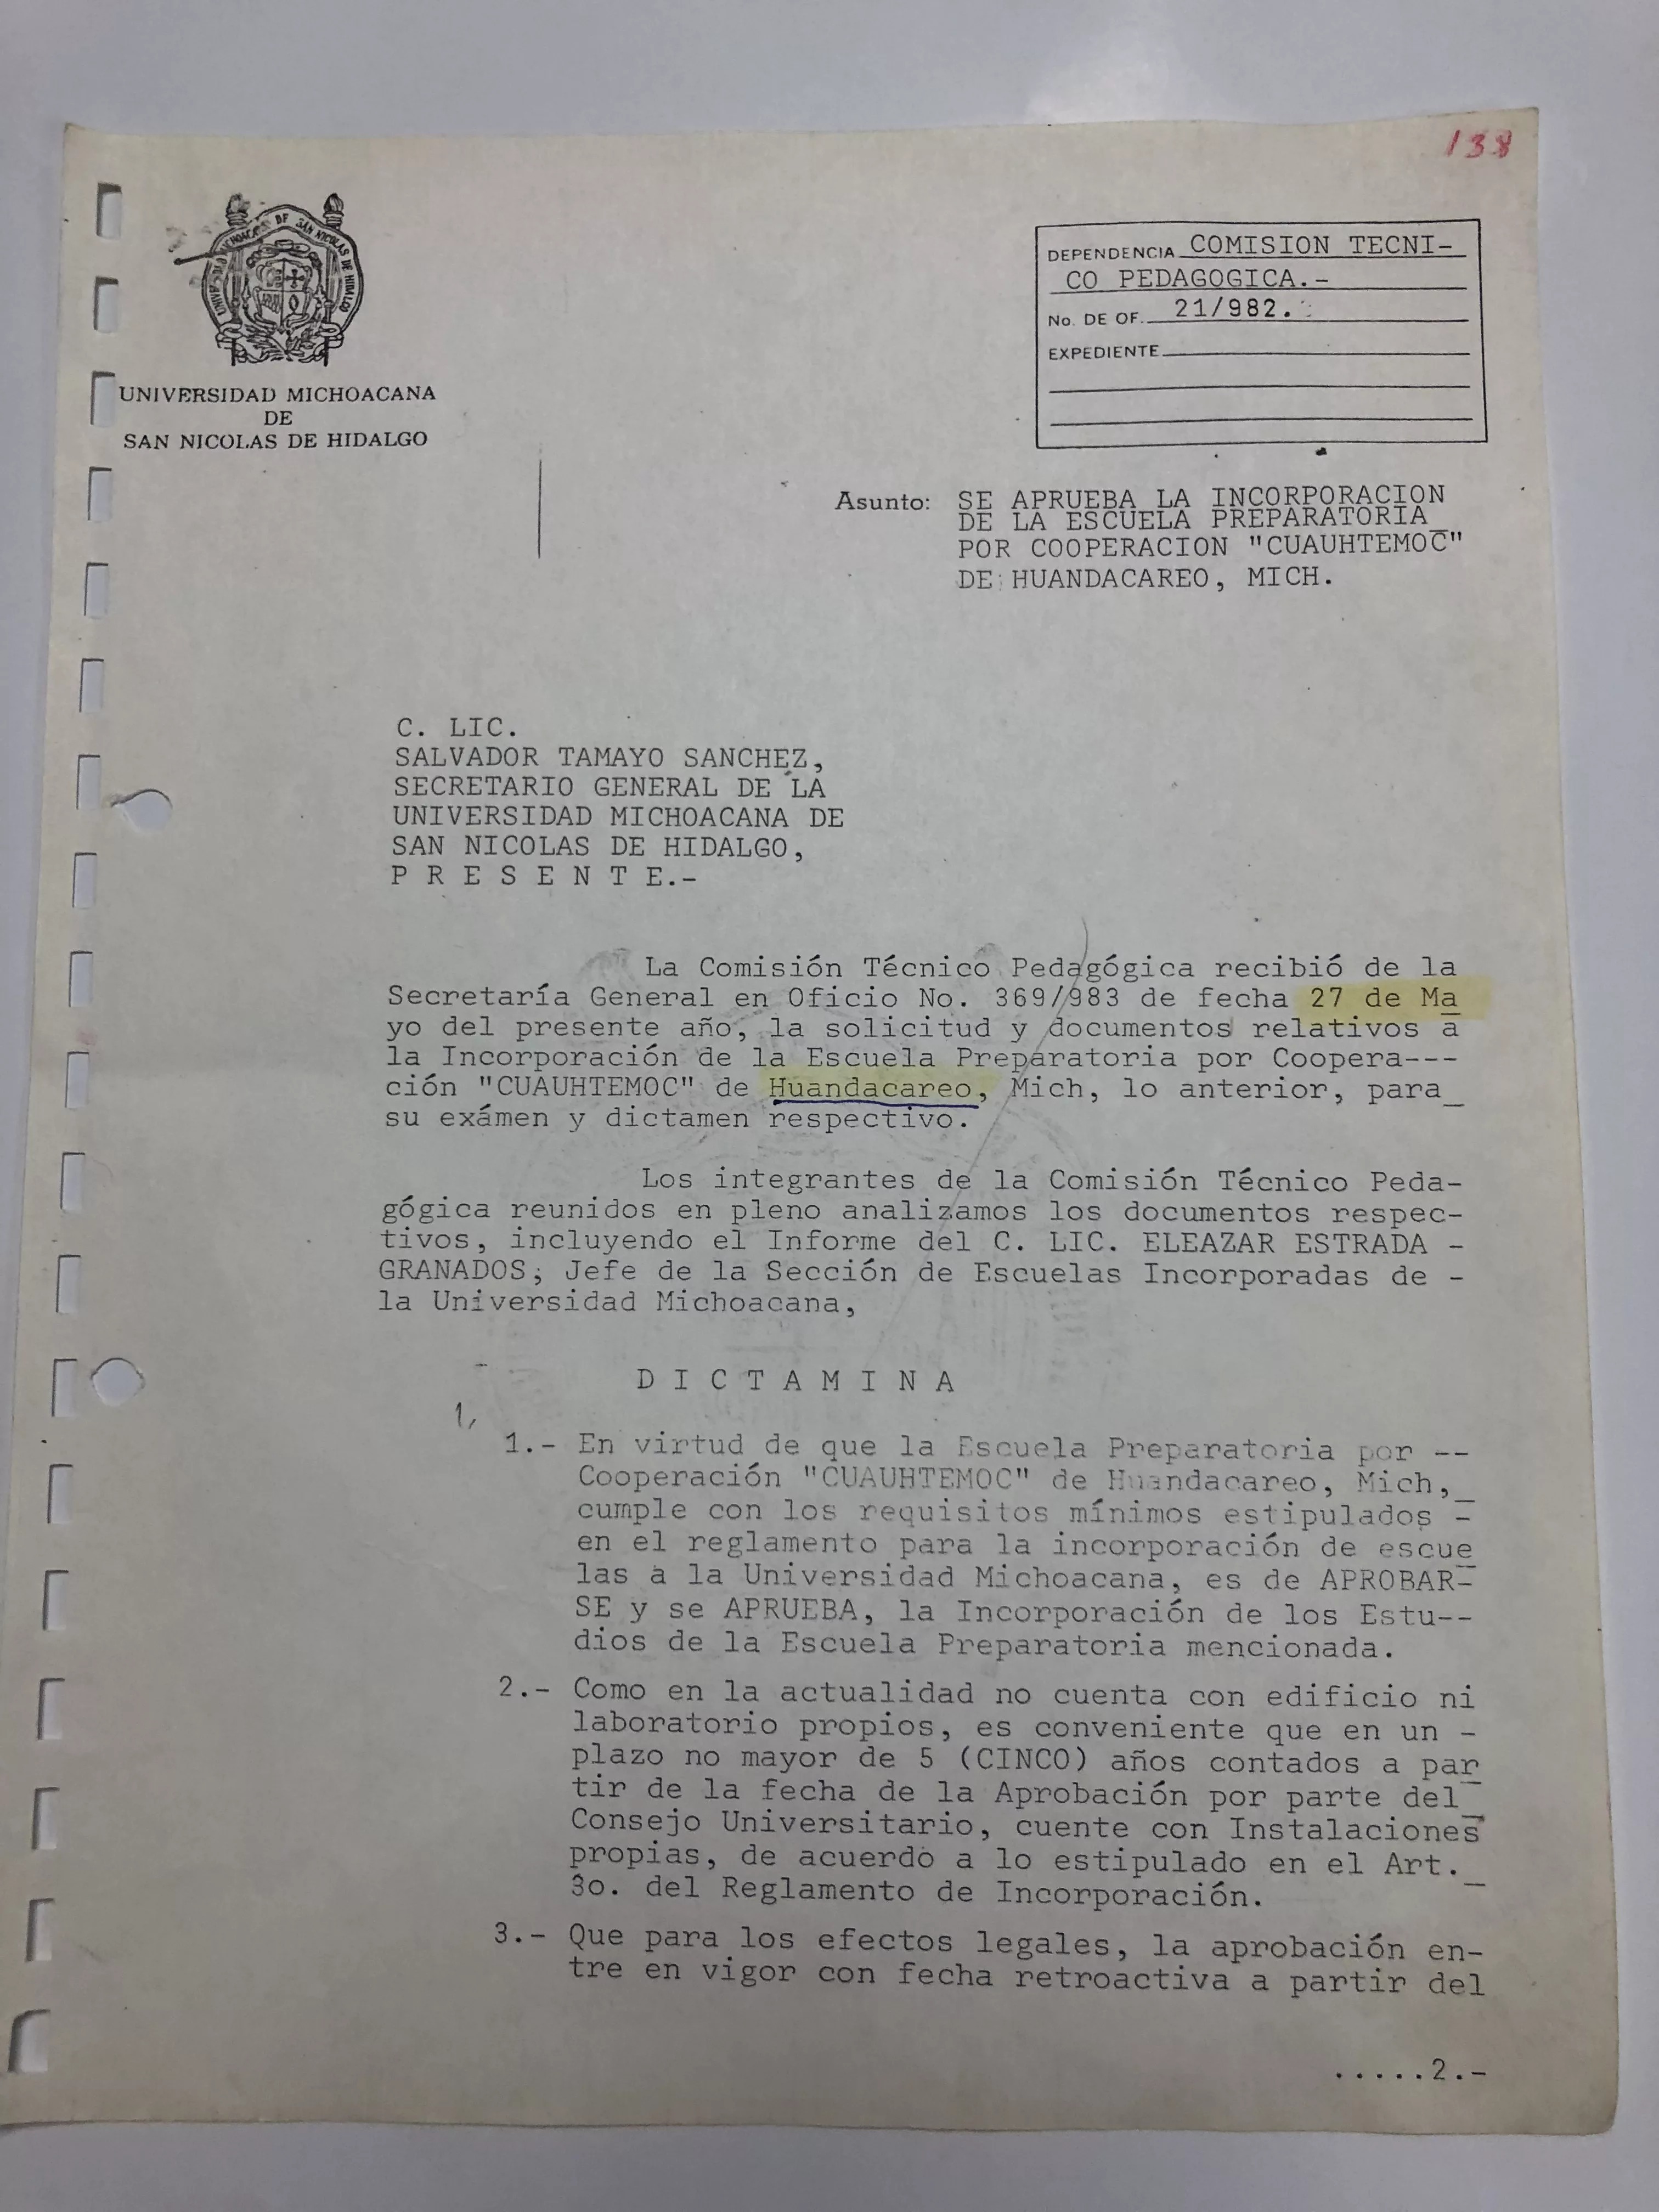 138
UNIVERSIDAD MICHOACANA
DE
SAN NICOLAS DE HIDALGO
DEPENDENCIA COMISION TECNI-
CO PEDAGOGICA.-
No. DE OF. 21/982.
EXPEDIENTE
Asunto: SE APRUEBA LA INCORPORACION
DE LA ESCUELA PREPARATORIA
POR COOPERACION "CUAUHTEMOC"
DE HUANDACAREO, MICH.
C. LIC.
SALVADOR TAMAYO SANCHEZ,
SECRETARIO GENERAL DE LA
UNIVERSIDAD MICHOACANA DE
SAN NICOLAS DE HIDALGO,
P R E S E N T E.-
La Comisión Técnico Pedagógica recibió de la
Secretaría General en Oficio No. 369/983 de fecha 27 de Ma
yo del presente año, la solicitud y documentos relativos a
la Incorporación de la Escuela Preparatoria por Coopera---
ción "CUAUHTEMOC" de Huandacareo, Mich, lo anterior, para_
su exámen y dictamen respectivo.
Los integrantes de la Comisión Técnico Peda-
gógica reunidos en pleno analizamos los documentos respec-
tivos, incluyendo el Informe del C. LIC. ELEAZAR ESTRADA -
GRANADOS; Jefe de la Sección de Escuelas Incorporadas de -
la Universidad Michoacana,
D I C T A M I N A
1,
1.- En virtud de que la Escuela Preparatoria por --
Cooperación "CUAUHTEMOC" de Huandacareo, Mich,_
cumple con los requisitos mínimos estipulados -
en el reglamento para la incorporación de escue
las a la Universidad Michoacana, es de APROBAR-
SE y se APRUEBA, la Incorporación de los Estu--
dios de la Escuela Preparatoria mencionada.
2.- Como en la actualidad no cuenta con edificio ni
laboratorio propios, es conveniente que en un -
plazo no mayor de 5 (CINCO) años contados a par
tir de la fecha de la Aprobación por parte del_
Consejo Universitario, cuente con Instalaciones
propias, de acuerdo a lo estipulado en el Art._
3o. del Reglamento de Incorporación.
3.- Que para los efectos legales, la aprobación en-
tre en vigor con fecha retroactiva a partir del
.....2.-